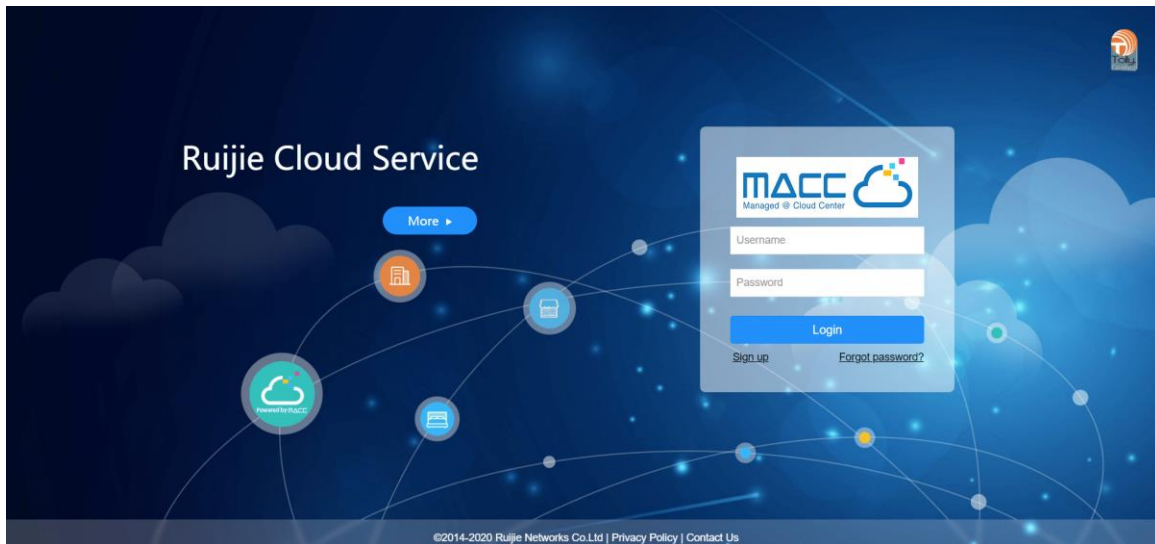 Tolly
Ruijie Cloud Service
MACC
Managed @ Cloud Center
More
Username
Password
Login
Sign up
Forgot password?
Powered by MACC
©2014-2020 Ruijie Networks Co.Ltd | Privacy Policy | Contact Us